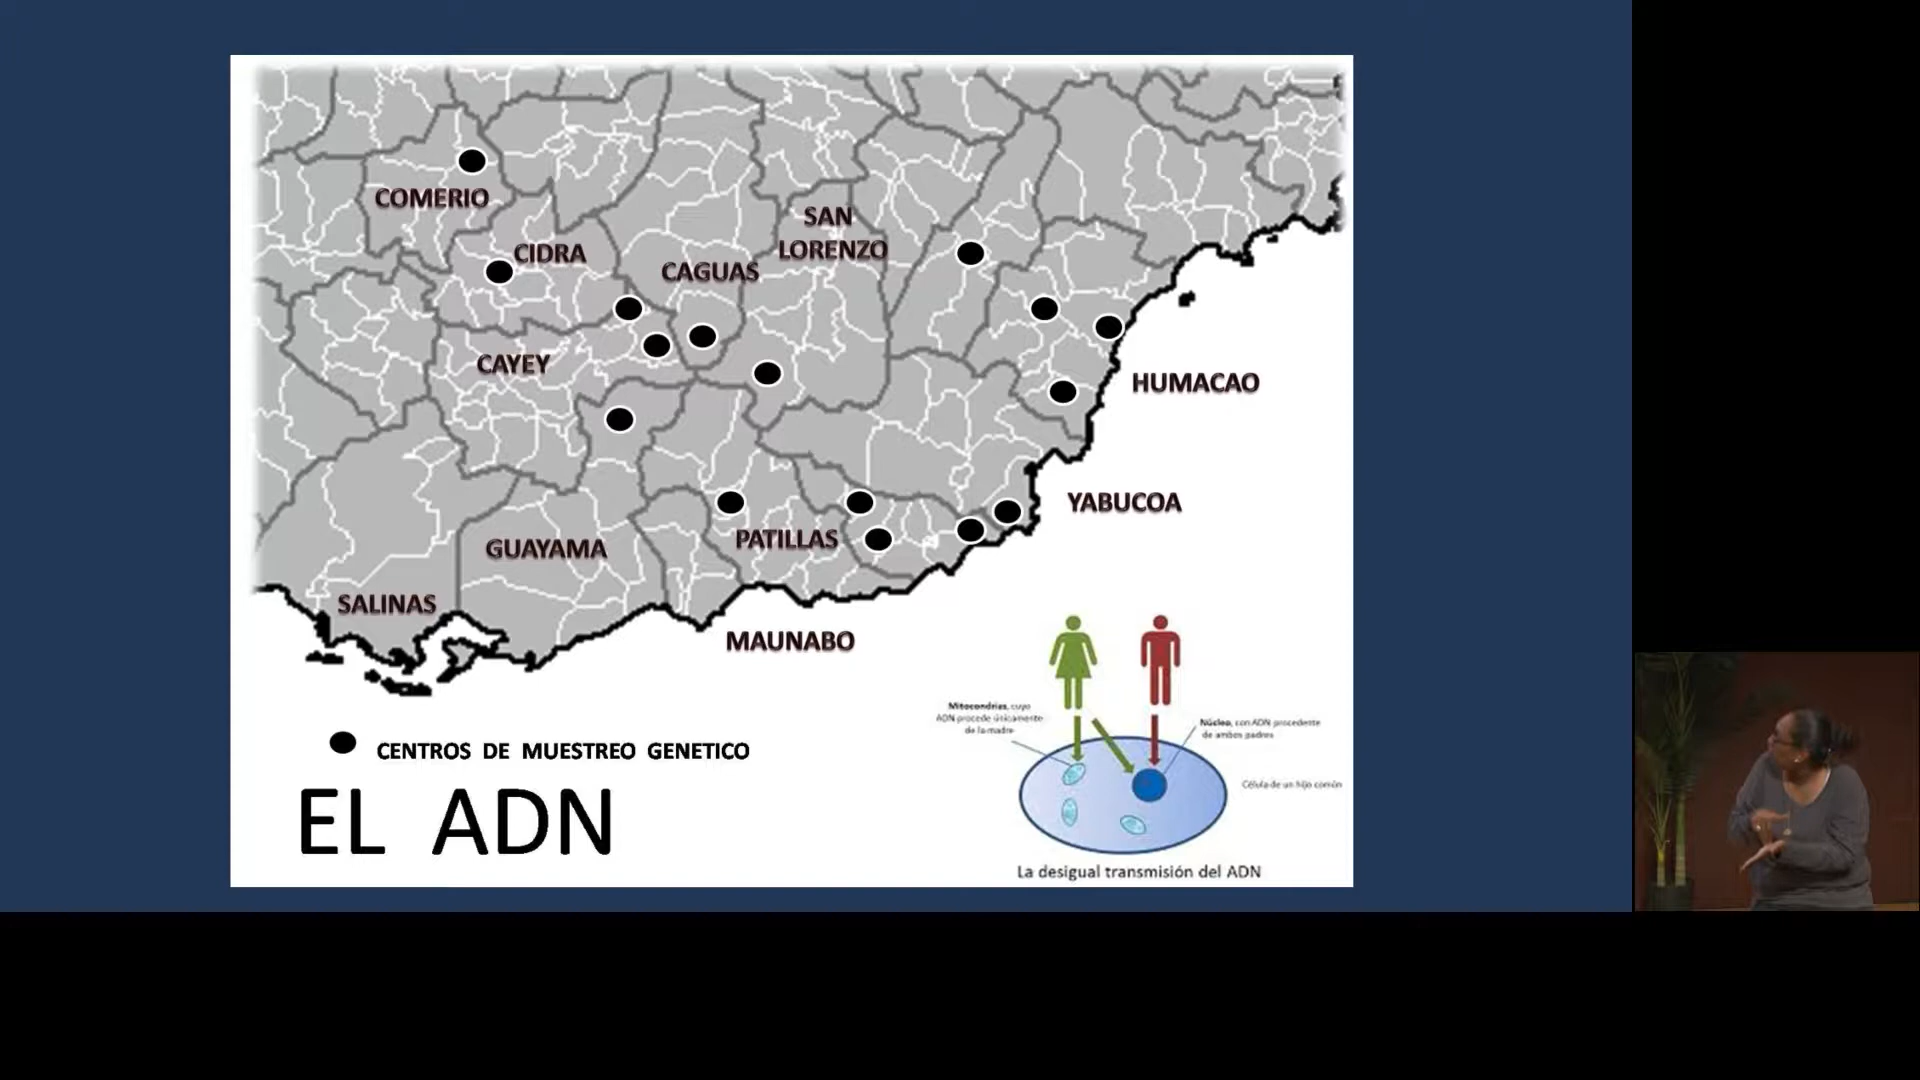 COMERIO
CIDRA
SAN
LORENZO
CAGUAS
CAYEY
HUMACAO
YABUCOA
PATILLAS
GUAYAMA
SALINAS
MAUNABO
CENTROS DE MUESTREO GENETICO
EL ADN
Mitocondrias, cuyo
ADN procede únicamente
de la madre
Núcleo, con ADN procedente
de ambos padres
Célula de un hijo común
La desigual transmisión del ADN